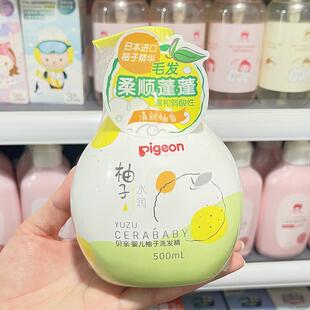 日本进口
柚子精华
毛发
柔顺蓬蓬
温和弱酸性
清新柚香
Pigeon
柚子
水润
YUZU
CERABABY
贝亲婴儿柚子洗发精
500mL